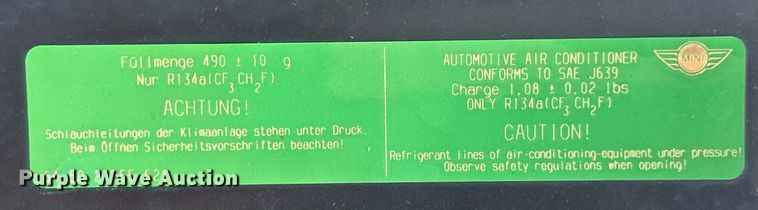 Füllmenge 490 ± 10 g
Nur R134a(CF₃CH₂F)
ACHTUNG!
Schlauchleitungen der Klimaanlage stehen unter Druck.
Beim Öffnen Sicherheitsvorschriften beachten!
AUTOMOTIVE AIR CONDITIONER
CONFORMS TO SAE J639
Charge 1.08 ± 0.02 lbs
ONLY R134a(CF₃CH₂F)
CAUTION!
Refrigerant lines of air-conditioning-equipment under pressure!
Observe safety regulations when opening!
MINI
Purple Wave Auction